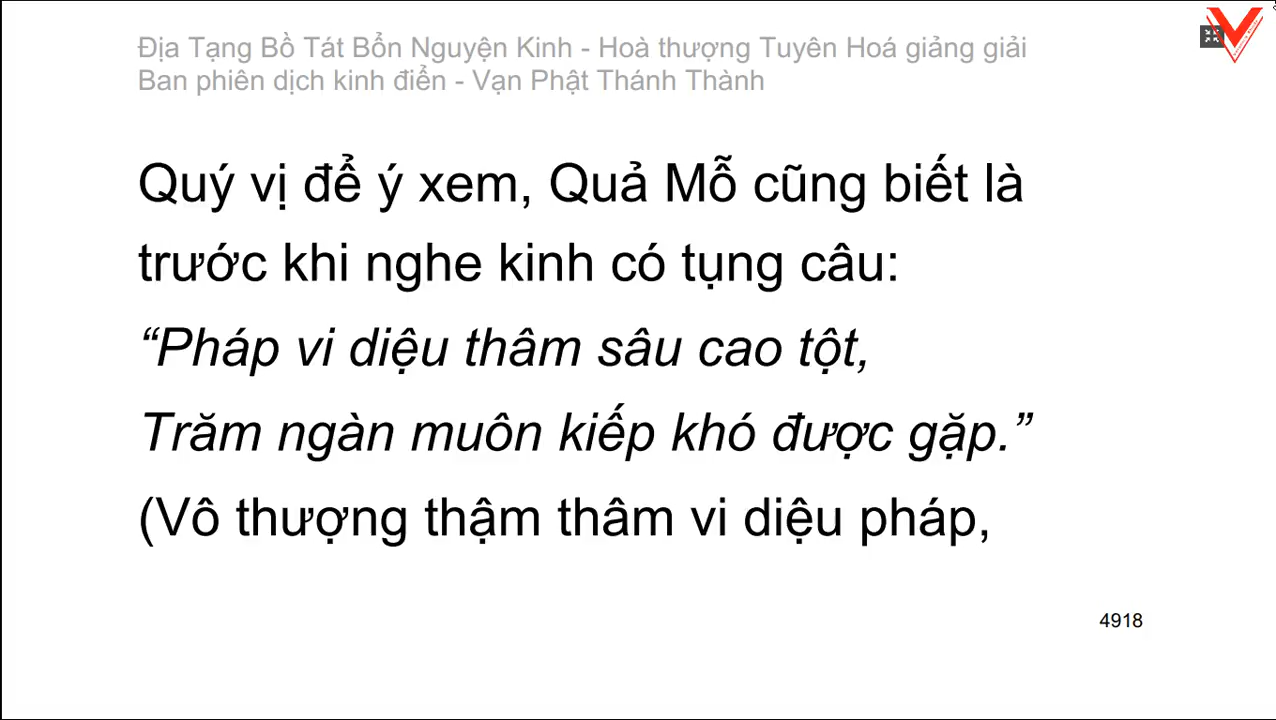 Địa Tạng Bồ Tát Bổn Nguyện Kinh - Hoà thượng Tuyên Hoá giảng giải
Ban phiên dịch kinh điển - Vạn Phật Thánh Thành
Quý vị để ý xem, Quả Mỗ cũng biết là
trước khi nghe kinh có tụng câu:
“Pháp vi diệu thâm sâu cao tột,
Trăm ngàn muôn kiếp khó được gặp.”
(Vô thượng thậm thâm vi diệu pháp,
4918